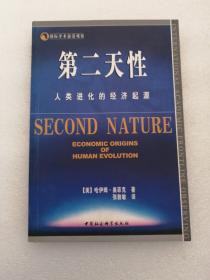 国际学术前沿观察
第二天性
人类进化的经济起源
SECOND NATURE
ECONOMIC ORIGINS
OF
HUMAN EVOLUTION
[美] 哈伊姆·奥菲克 著
张敦敏 译
中国社会科学出版社